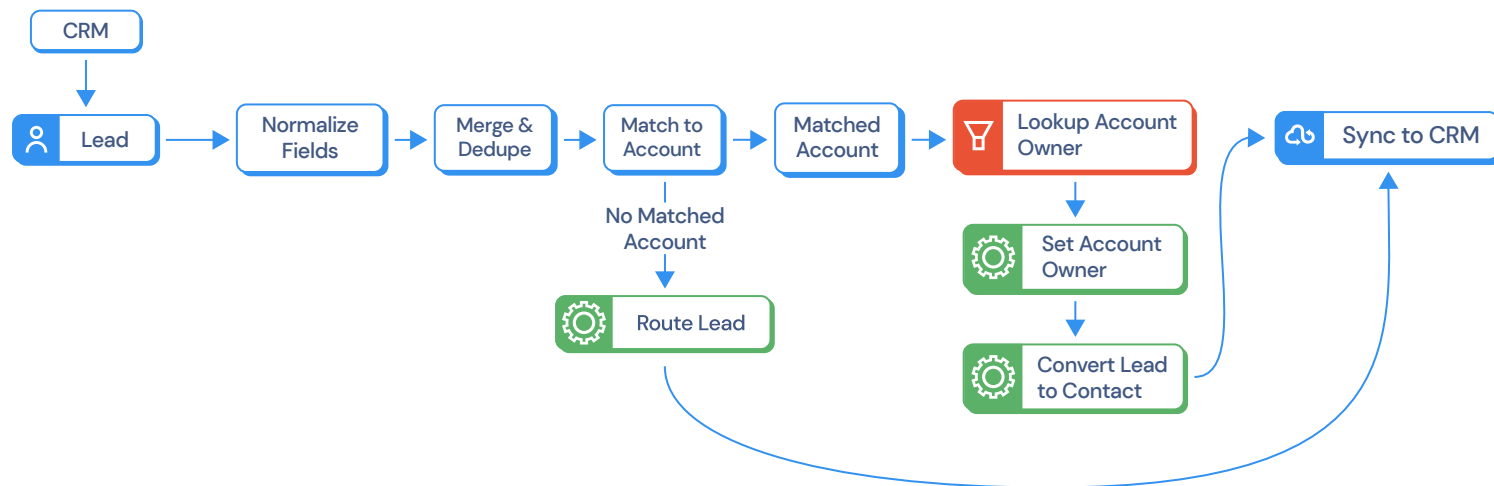 CRM
Lead
Normalize
Fields
Merge &
Dedupe
Match to
Account
Matched
Account
Lookup Account
Owner
Sync to CRM
No Matched
Account
Set Account
Owner
Route Lead
Convert Lead
to Contact